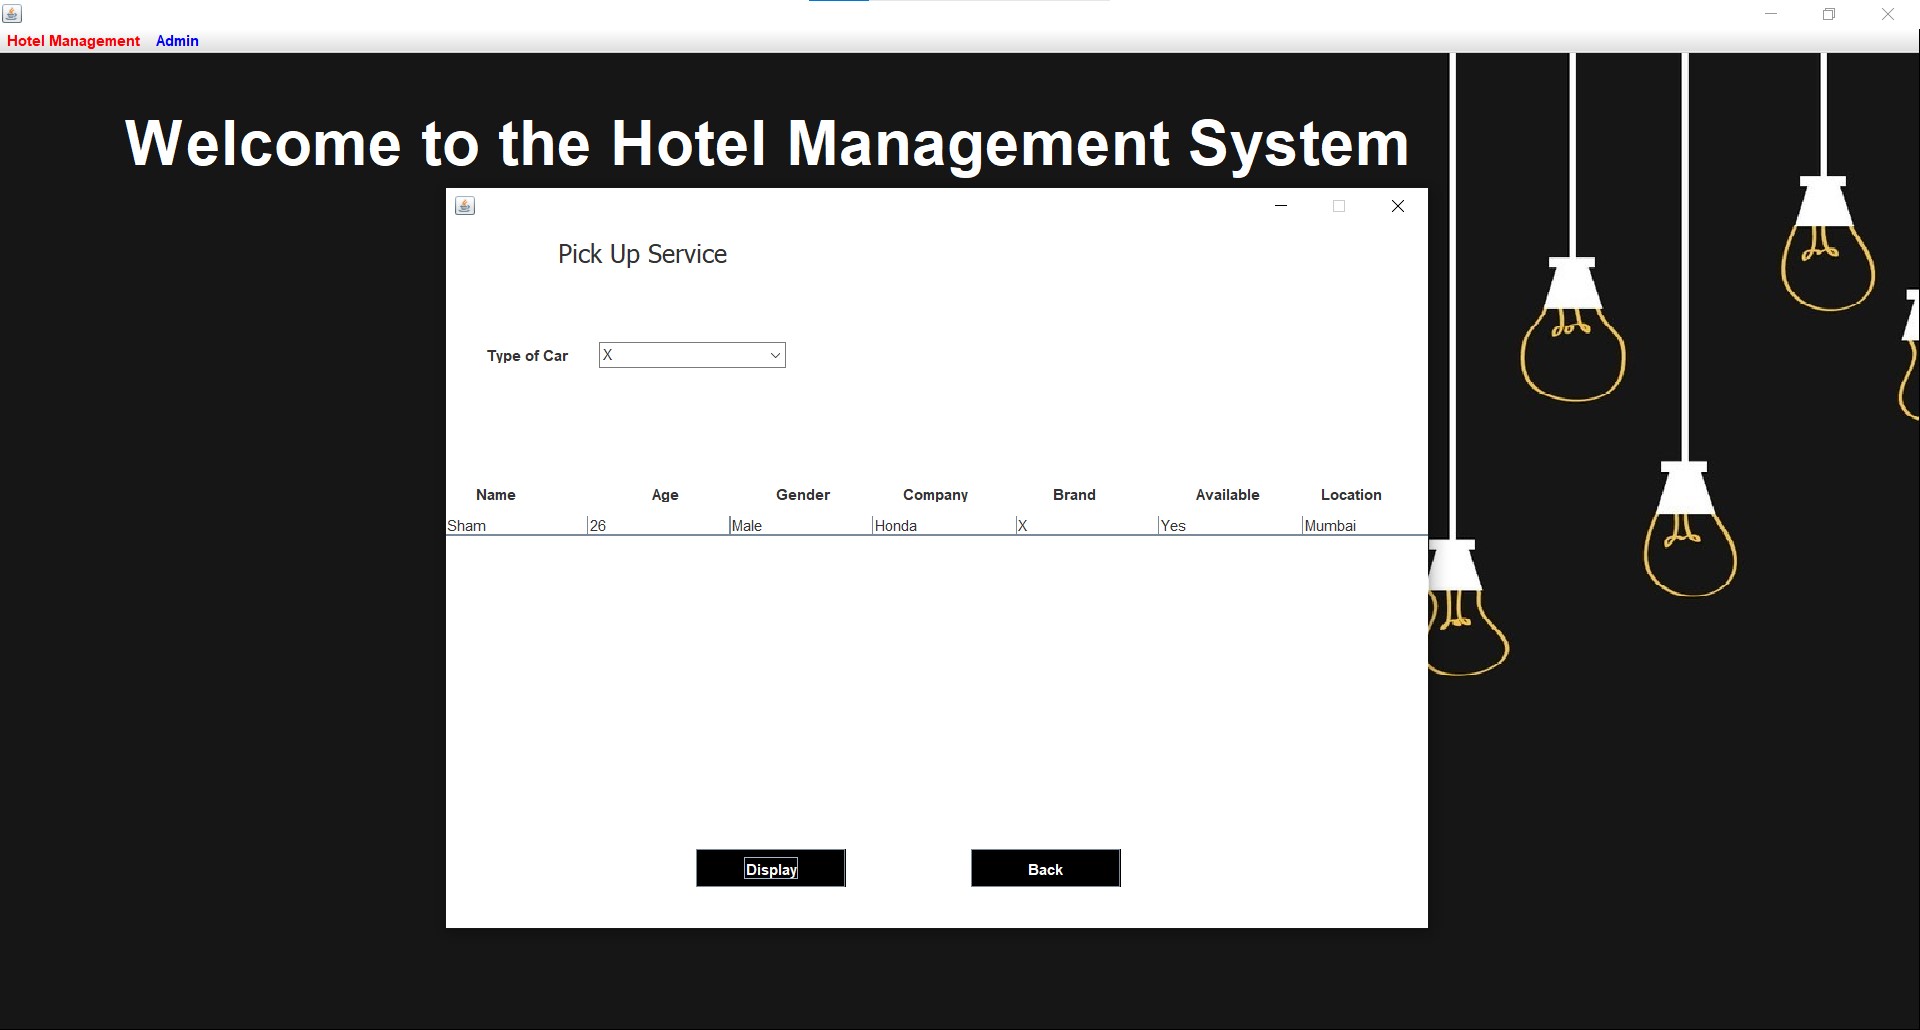 Hotel Management Admin
Welcome to the Hotel Management System
Pick Up Service
Type of Car X
Name Age Gender Company Brand Available Location
Sham 26 Male Honda X Yes Mumbai
Display Back